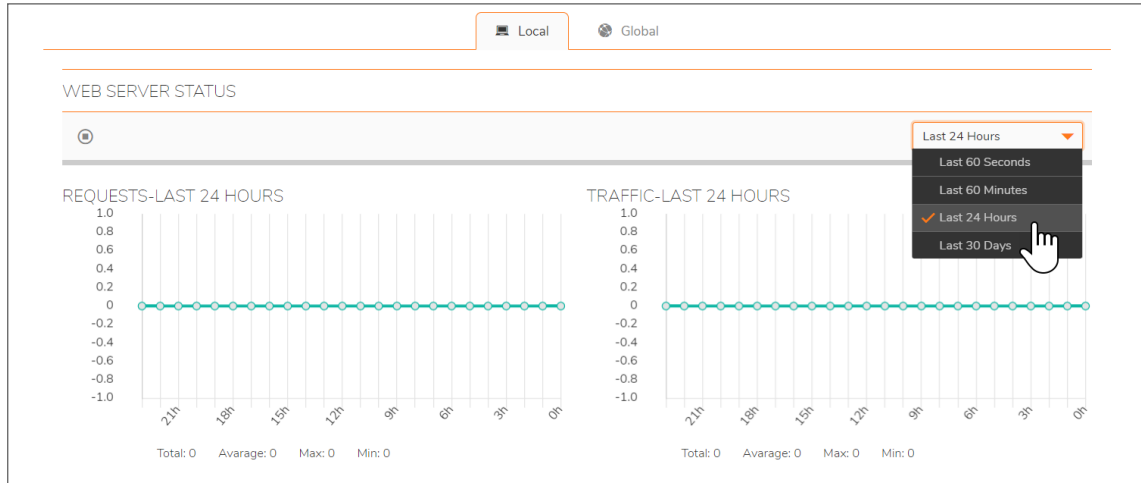 Local Global
WEB SERVER STATUS
Last 24 Hours
Last 60 Seconds
Last 60 Minutes
Last 24 Hours
Last 30 Days
REQUESTS-LAST 24 HOURS
1.0
0.8
0.6
0.4
0.2
0
-0.2
-0.4
-0.6
-0.8
-1.0
21h 18h 15h 12h 9h 6h 3h 0h
Total: 0 Avarage: 0 Max: 0 Min: 0
TRAFFIC-LAST 24 HOURS
1.0
0.8
0.6
0.4
0.2
0
-0.2
-0.4
-0.6
-0.8
-1.0
21h 18h 15h 12h 9h 6h 3h 0h
Total: 0 Avarage: 0 Max: 0 Min: 0